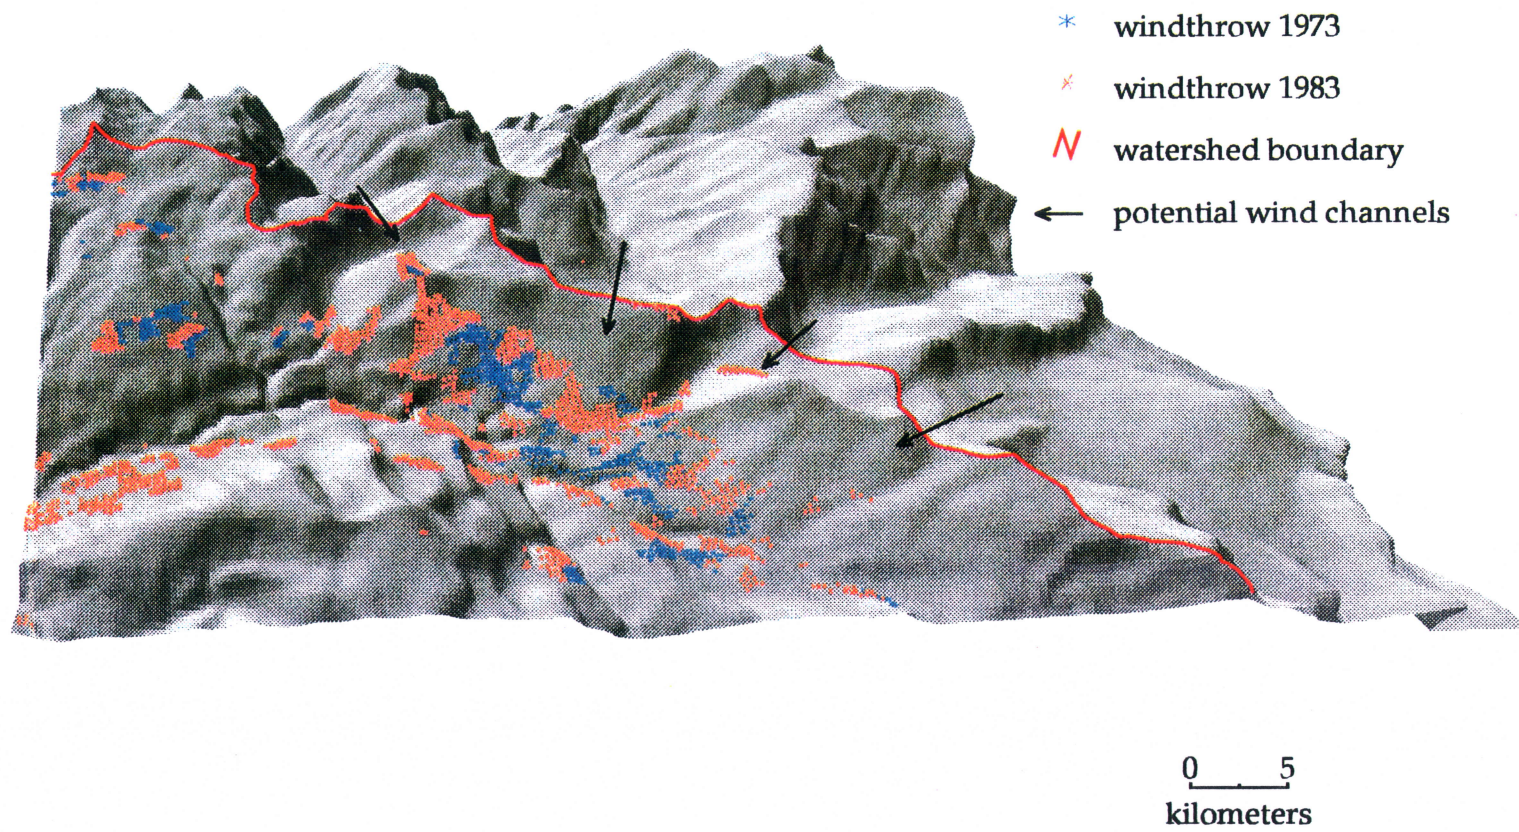 windthrow 1973
windthrow 1983
watershed boundary
potential wind channels
0 5
kilometers